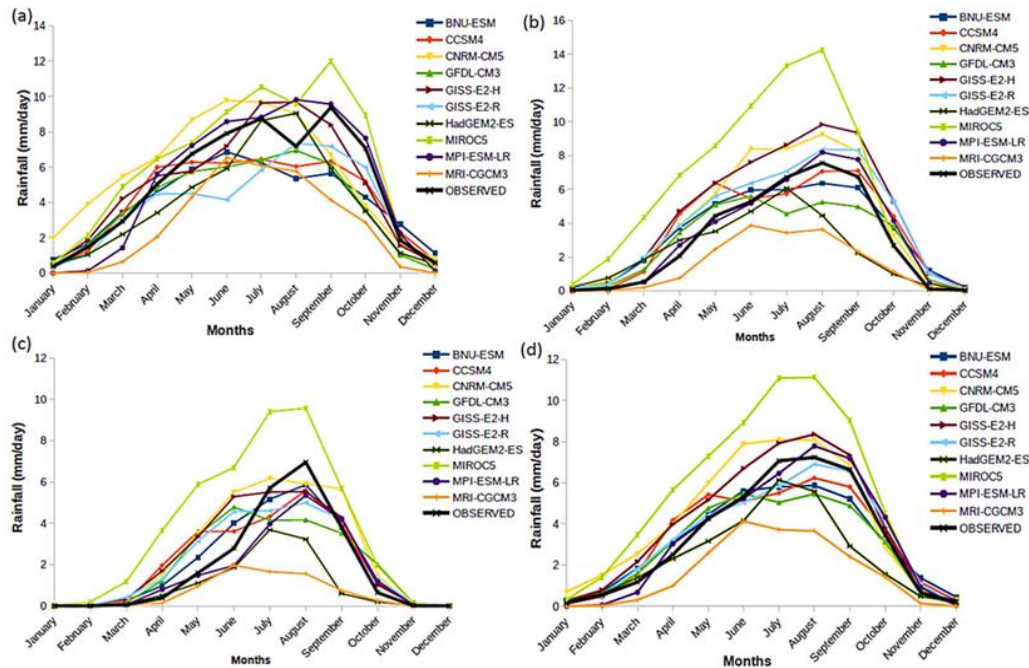 (a)
14
12
10
8
6
4
2
0
Rainfall (mm/day)
January
February
March
April
May
June
July
August
September
October
November
December
Months
BNU-ESM
CCSM4
CNRM-CM5
GFDL-CM3
GISS-E2-H
GISS-E2-R
HadGEM2-ES
MIROC5
MPI-ESM-LR
MRI-CGCM3
OBSERVED
(b)
16
14
12
10
8
6
4
2
0
Rainfall (mm/day)
January
February
March
April
May
June
July
August
September
October
November
December
Months
BNU-ESM
CCSM4
CNRM-CM5
GFDL-CM3
GISS-E2-H
GISS-E2-R
HadGEM2-ES
MIROC5
MPI-ESM-LR
MRI-CGCM3
OBSERVED
(c)
12
10
8
6
4
2
0
Rainfall (mm/day)
January
February
March
April
May
June
July
August
September
October
November
December
Months
BNU-ESM
CCSM4
CNRM-CM5
GFDL-CM3
GISS-E2-H
GISS-E2-R
HadGEM2-ES
MIROC5
MPI-ESM-LR
MRI-CGCM3
OBSERVED
(d)
12
10
8
6
4
2
0
Rainfall (mm/day)
January
February
March
April
May
June
July
August
September
October
November
December
Months
BNU-ESM
CCSM4
CNRM-CM5
GFDL-CM3
GISS-E2-H
GISS-E2-R
HadGEM2-ES
MIROC5
MPI-ESM-LR
MRI-CGCM3
OBSERVED